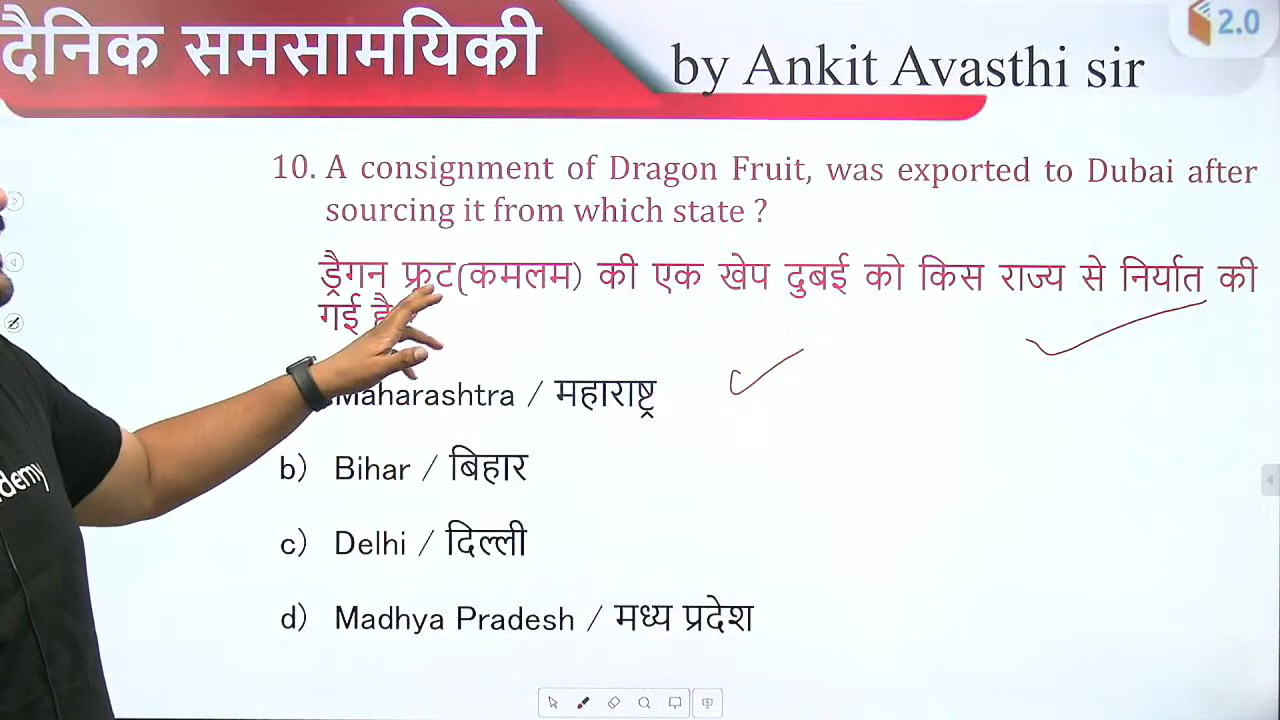 दैनिक समसामयिकी
by Ankit Avasthi sir
2.0
10. A consignment of Dragon Fruit, was exported to Dubai after
sourcing it from which state ?
ड्रैगन फ्रूट(कमलम) की एक खेप दुबई को किस राज्य से निर्यात की
गई है
Maharashtra / महाराष्ट्र
b) Bihar / बिहार
c) Delhi / दिल्ली
d) Madhya Pradesh / मध्य प्रदेश
demy